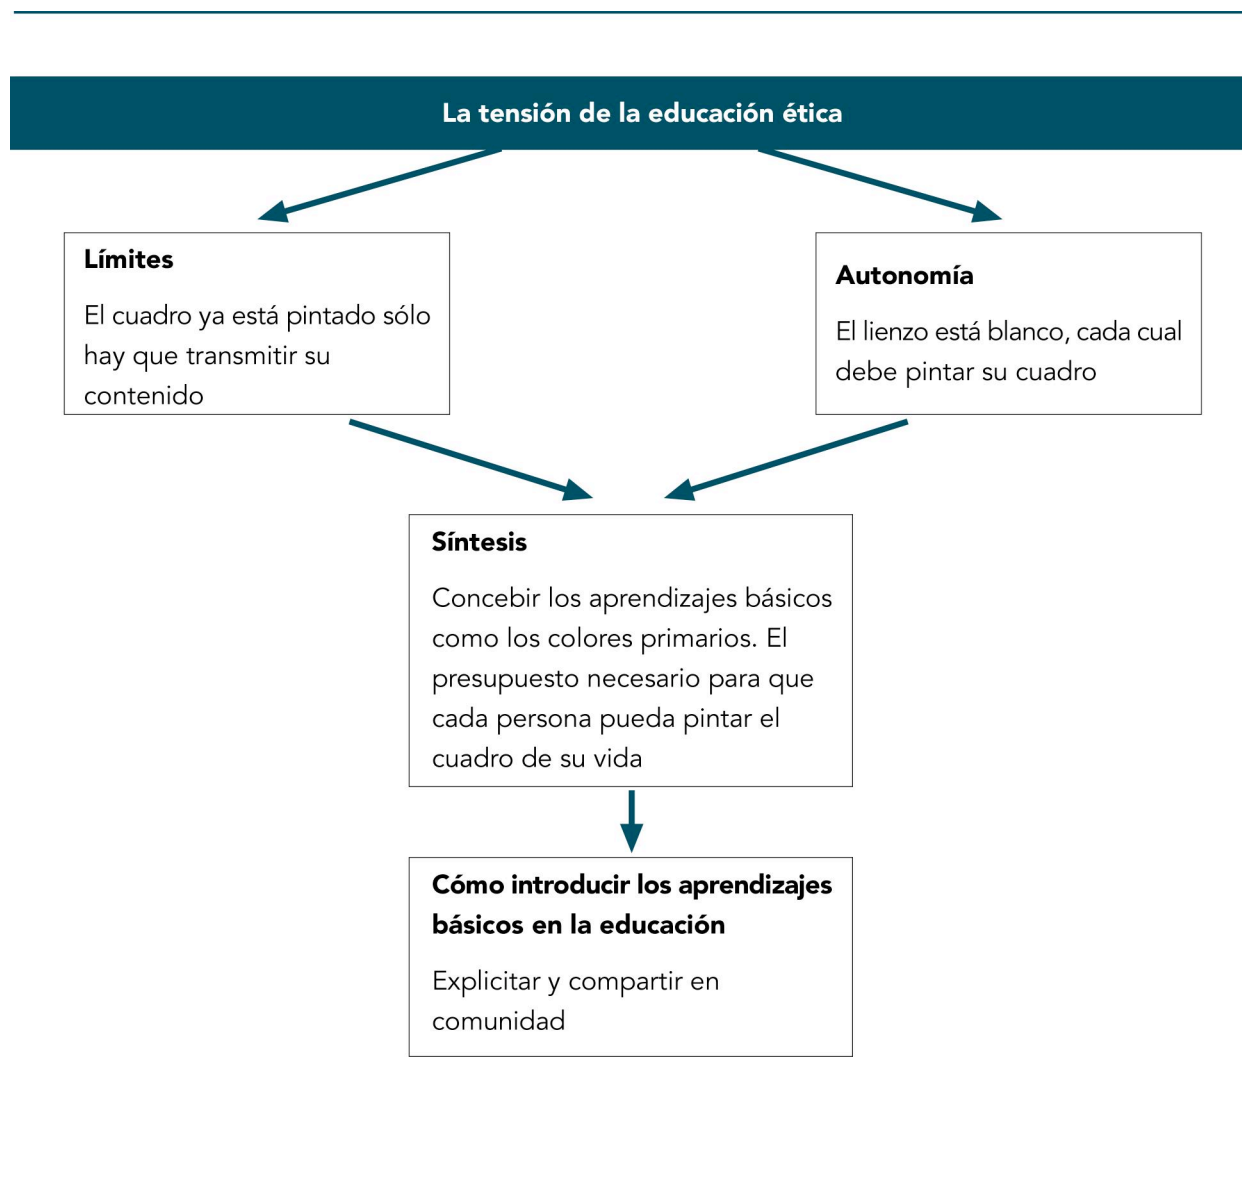 La tensión de la educación ética
Límites
El cuadro ya está pintado sólo
hay que transmitir su
contenido
Autonomía
El lienzo está blanco, cada cual
debe pintar su cuadro
Síntesis
Concebir los aprendizajes básicos
como los colores primarios. El
presupuesto necesario para que
cada persona pueda pintar el
cuadro de su vida
Cómo introducir los aprendizajes
básicos en la educación
Explicitar y compartir en
comunidad